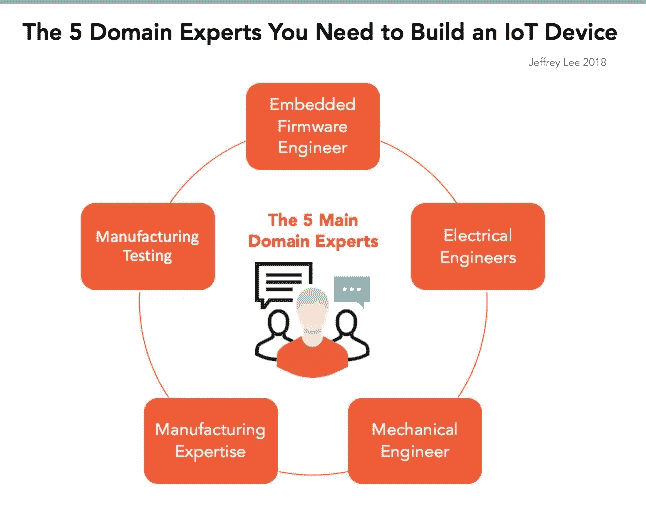 The 5 Domain Experts You Need to Build an IoT Device
Jeffrey Lee 2018
Embedded
Firmware
Engineer
Manufacturing
Testing
The 5 Main
Domain Experts
Electrical
Engineers
Manufacturing
Expertise
Mechanical
Engineer